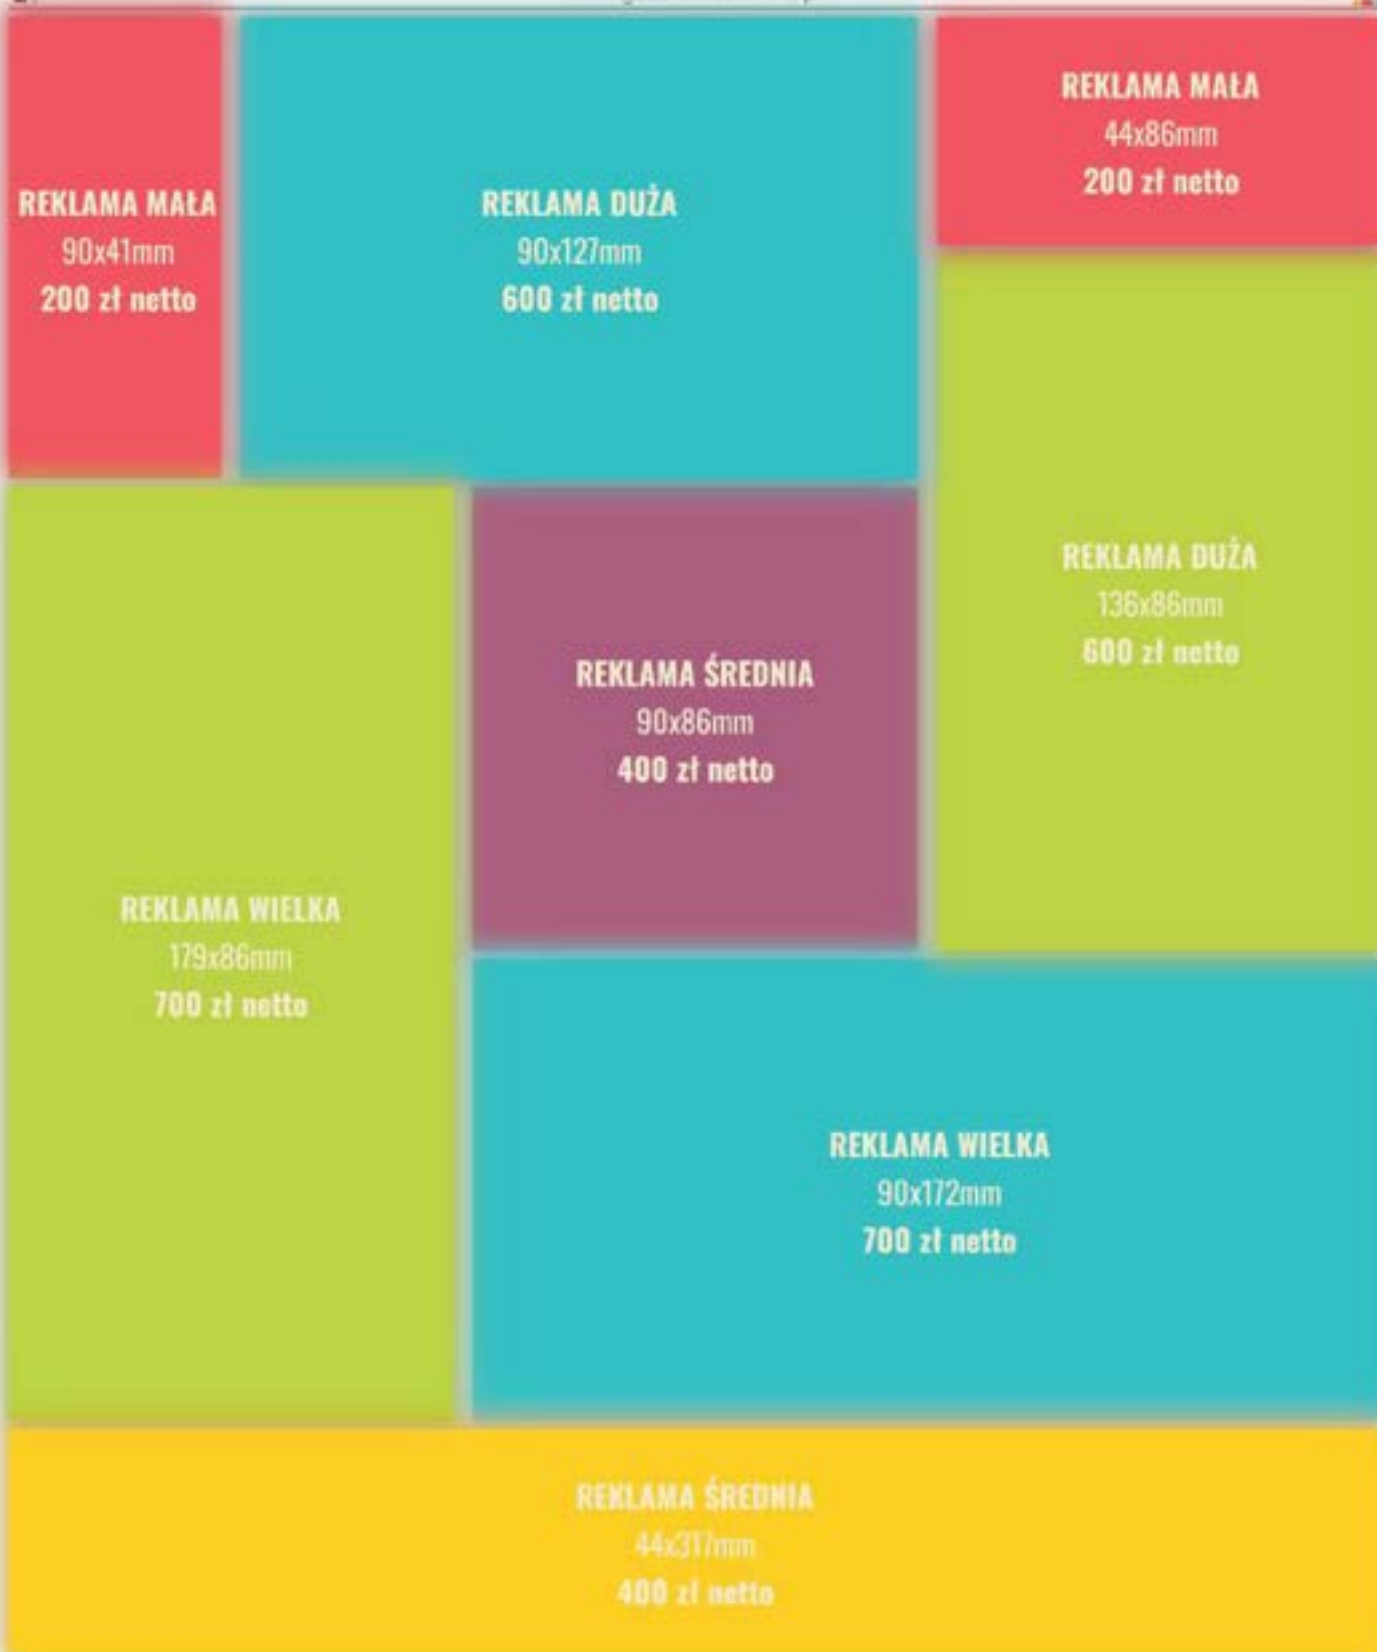 REKLAMA MAŁA
90x41mm
200 zł netto
REKLAMA DUŻA
90x127mm
600 zł netto
REKLAMA MAŁA
44x86mm
200 zł netto
REKLAMA DUŻA
136x86mm
600 zł netto
REKLAMA ŚREDNIA
90x86mm
400 zł netto
REKLAMA WIELKA
179x86mm
700 zł netto
REKLAMA WIELKA
90x172mm
700 zł netto
REKLAMA ŚREDNIA
44x317mm
400 zł netto